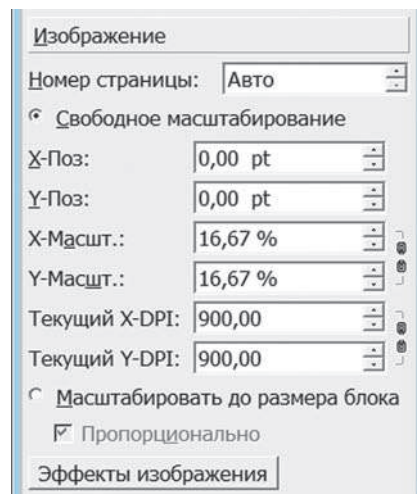 Изображение
Номер страницы: Авто
Свободное масштабирование
X-Поз: 0,00 pt
Y-Поз: 0,00 pt
X-Масшт.: 16,67 %
Y-Масшт.: 16,67 %
Текущий X-DPI: 900,00
Текущий Y-DPI: 900,00
Масштабировать до размера блока
Пропорционально
Эффекты изображения